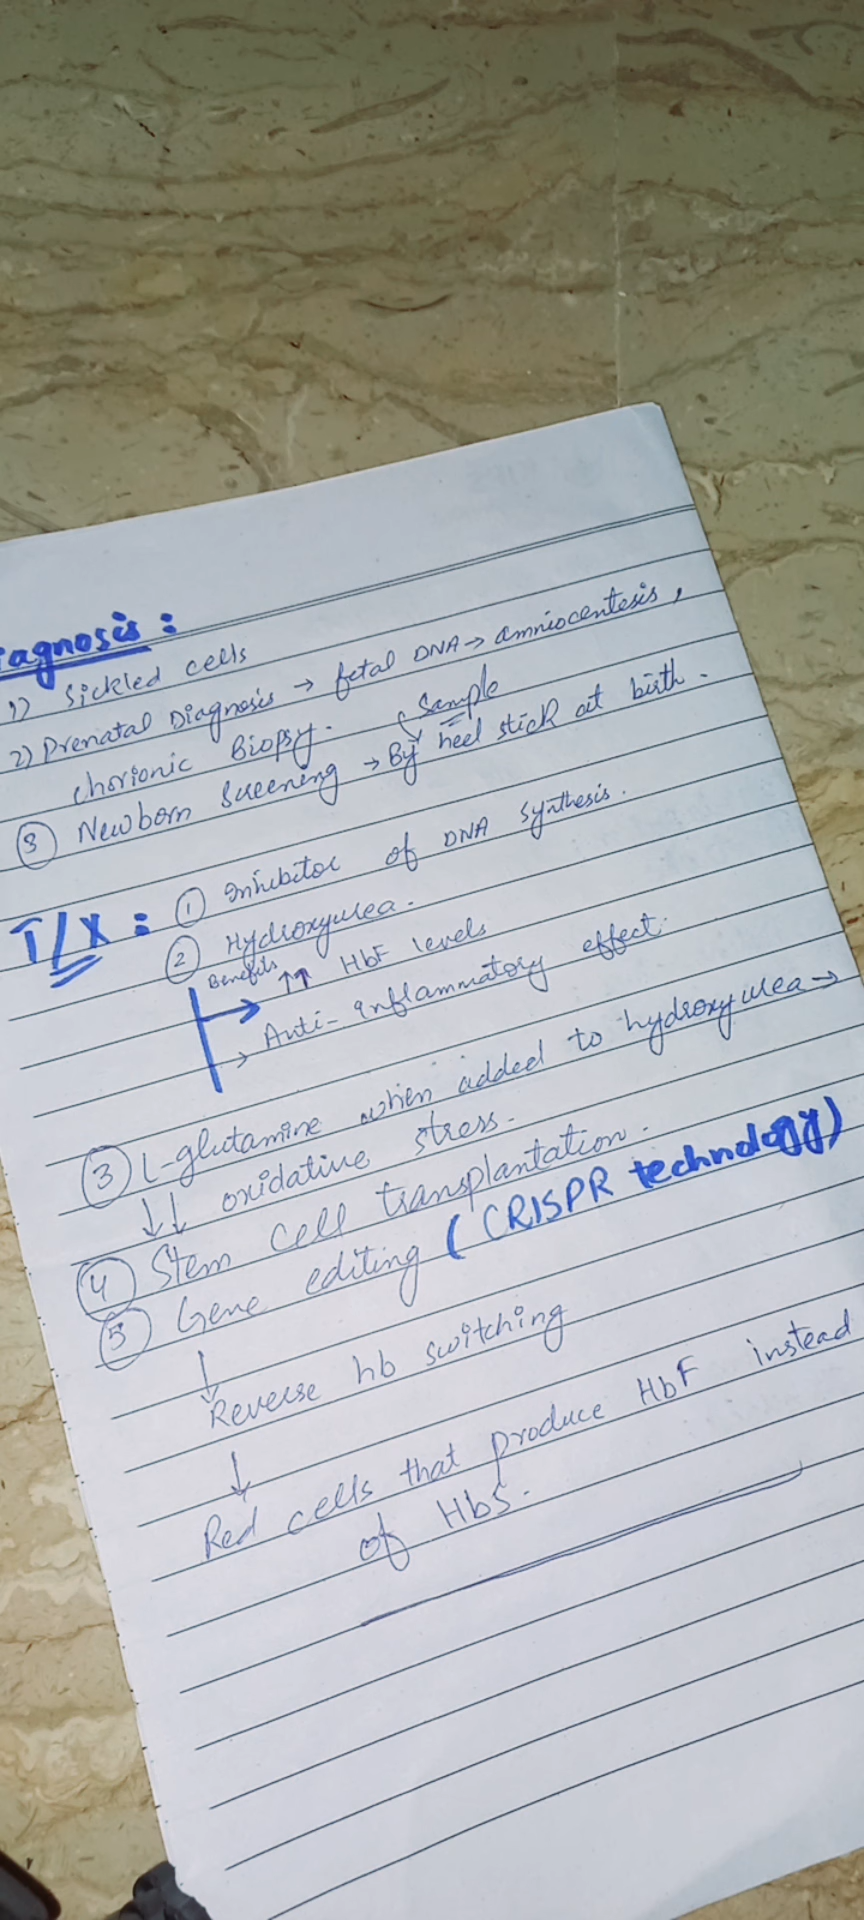 iagnosis :
1) Sickled cells
2) Prenatal Diagnosis → fetal DNA → amniocentesis,
chorionic Biopsy. Sample
③ Newborn Screening → By heel stick at birth.
T/X : ① Inhibitor of DNA synthesis.
② Hydroxyurea.
Benefits ↑↑ HbF levels
→ Anti-inflammatory effect.
③ L-glutamine when added to hydroxyurea →
↓↓ oxidative stress.
④ Stem cell transplantation.
⑤ Gene editing (CRISPR technology)
↓
Reverse hb switching
↓
Red cells that produce HbF instead
of HbS.